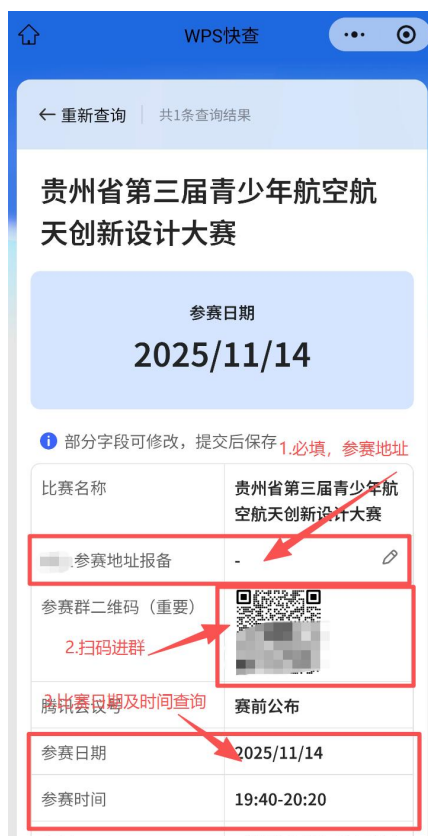 WPS快查
重新查询
共1条查询结果
贵州省第三届青少年航空航
天创新设计大赛
参赛日期
2025/11/14
部分字段可修改，提交后保存
1.必填，参赛地址
比赛名称
贵州省第三届青少年航
空航天创新设计大赛
参赛地址报备
-
参赛群二维码（重要）
2.扫码进群
3.比赛日期及时间查询
腾讯会议号
赛前公布
参赛日期
2025/11/14
参赛时间
19:40-20:20